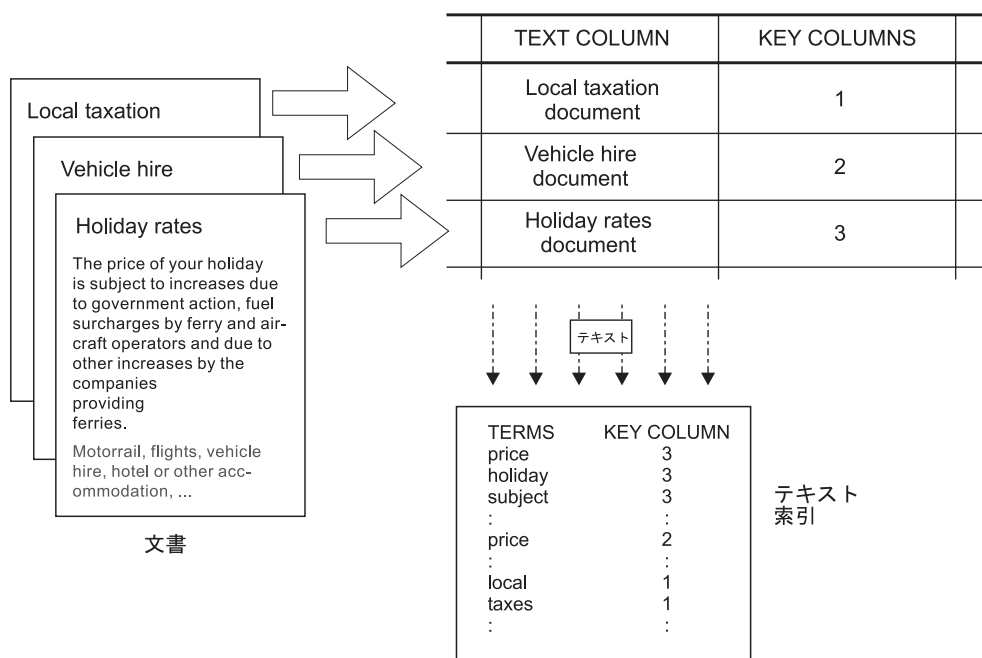 Local taxation
Vehicle hire
Holiday rates
The price of your holiday
is subject to increases due
to government action, fuel
surcharges by ferry and air-
craft operators and due to
other increases by the
companies
providing
ferries.
Motorrail, flights, vehicle
hire, hotel or other acc-
ommodation, ...
文書
TEXT COLUMN KEY COLUMNS
Local taxation
document 1
Vehicle hire
document 2
Holiday rates
document 3
テキスト
TERMS KEY COLUMN
price 3
holiday 3
subject 3
: :
price 2
: :
local 1
taxes 1
: :
テキスト
索引